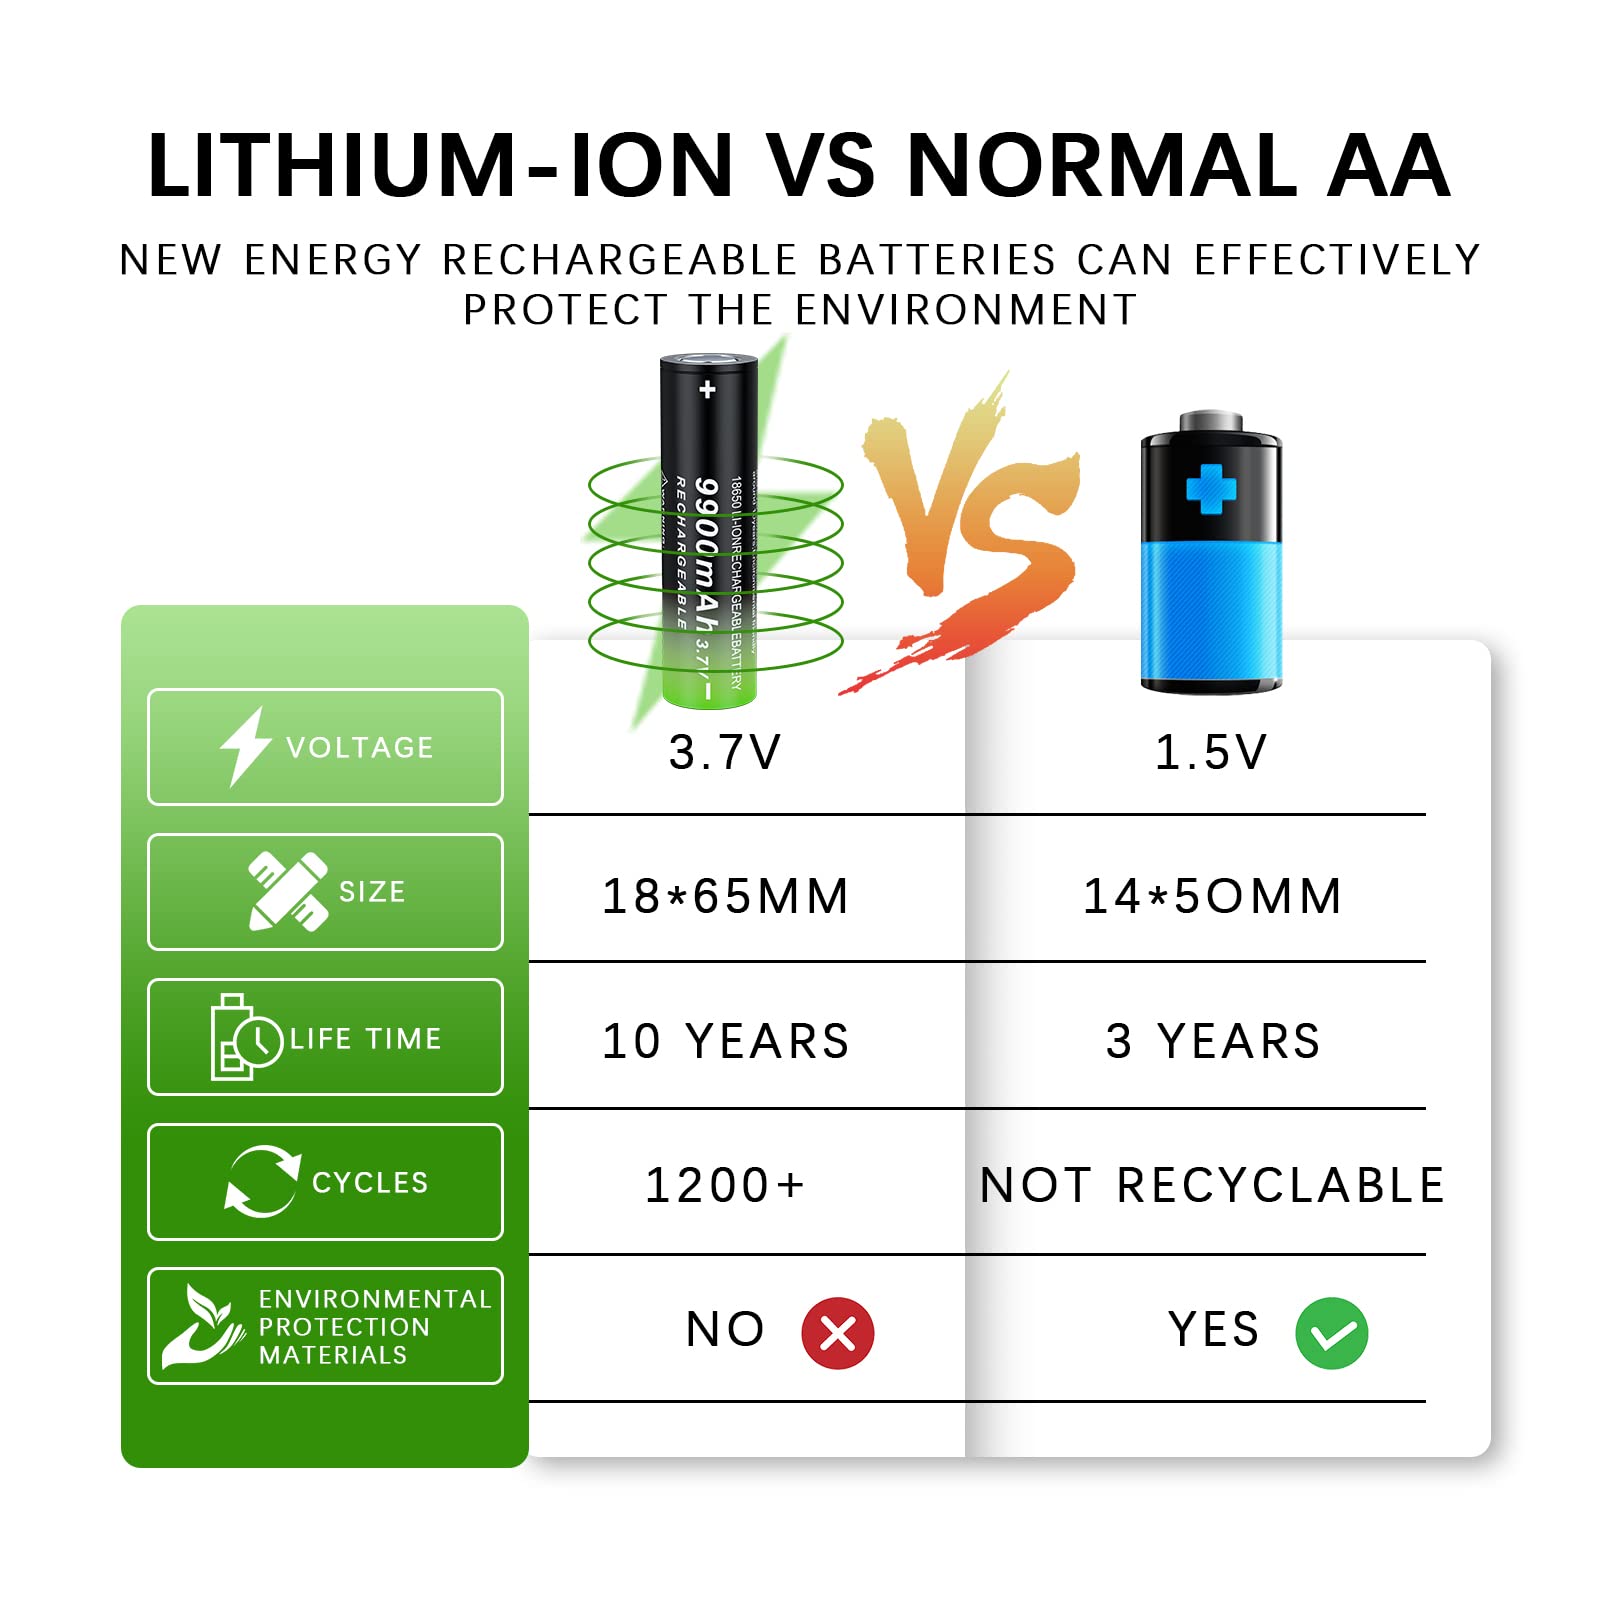 LITHIUM-ION VS NORMAL AA
NEW ENERGY RECHARGEABLE BATTERIES CAN EFFECTIVELY
PROTECT THE ENVIRONMENT
+
18650 LI-IONRECHARGEABLEBATTERY
9900mAh 3.7V
RECHARGEABLE
VS
VOLTAGE
3.7V
1.5V
SIZE
18*65MM
14*5OMM
LIFE TIME
10 YEARS
3 YEARS
CYCLES
1200+
NOT RECYCLABLE
ENVIRONMENTAL
PROTECTION
MATERIALS
NO
YES